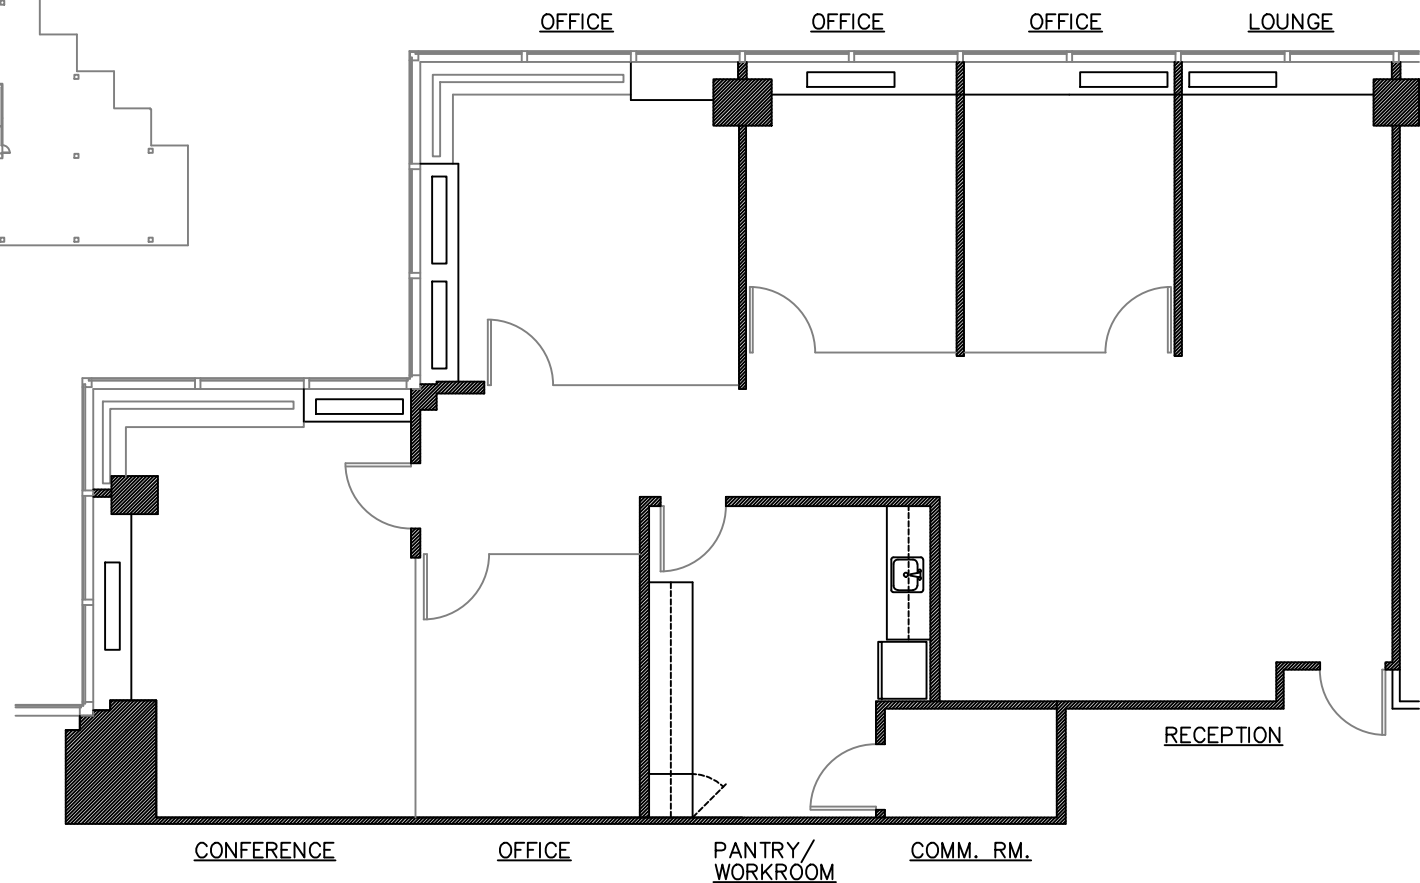 OFFICE
OFFICE
OFFICE
LOUNGE
RECEPTION
CONFERENCE
OFFICE
PANTRY/
WORKROOM
COMM. RM.